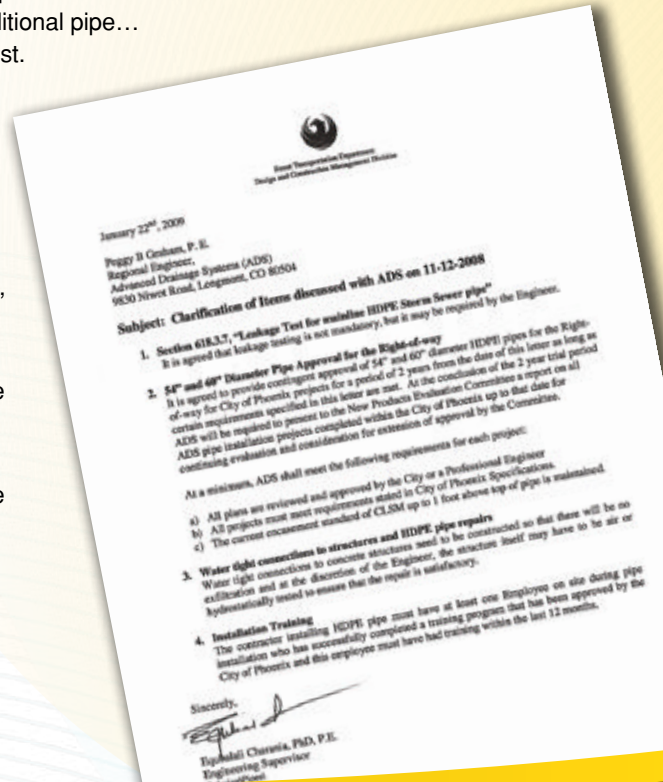 ditional pipe…
st.
,
e
e
Street Transportation Department
Design and Construction Management Division
January 22nd, 2009
Peggy B Graham, P. E.
Regional Engineer,
Advanced Drainage Systems (ADS)
9830 Niwot Road, Longmont, CO 80504
Subject: Clarification of Items discussed with ADS on 11-12-2008
1. Section 618.3.7, "Leakage Test for mainline HDPE Storm Sewer pipe"
It is agreed that leakage testing is not mandatory, but it may be required by the Engineer.
2. 54" and 60" Diameter Pipe Approval for the Right-of-way
It is agreed to provide contingent approval of 54" and 60" diameter HDPE pipes for the Right-
of-way for City of Phoenix projects for a period of 2 years from the date of this letter as long as
certain requirements specified in this letter are met. At the conclusion of the 2 year trial period
ADS will be required to present to the New Products Evaluation Committee a report on all
ADS pipe installation projects completed within the City of Phoenix up to that date for
continuing evaluation and consideration for extension of approval by the Committee.
At a minimum, ADS shall meet the following requirements for each project:
a) All plans are reviewed and approved by the City or a Professional Engineer
b) All projects must meet requirements stated in City of Phoenix Specifications.
c) The current encasement standard of CLSM up to 1 foot above top of pipe is maintained.
3. Water tight connections to structures and HDPE pipe repairs
Water tight connections to concrete structures need to be constructed so that there will be no
exfiltration and at the discretion of the Engineer, the structure itself may have to be air or
hydrostatically tested to ensure that the repair is satisfactory.
4. Installation Training
The contractor installing HDPE pipe must have at least one Employee on site during pipe
installation who has successfully completed a training program that has been approved by the
City of Phoenix and this employee must have had training within the last 12 months.
Sincerely,
Charania, PhD, P.E.
Engineering Supervisor